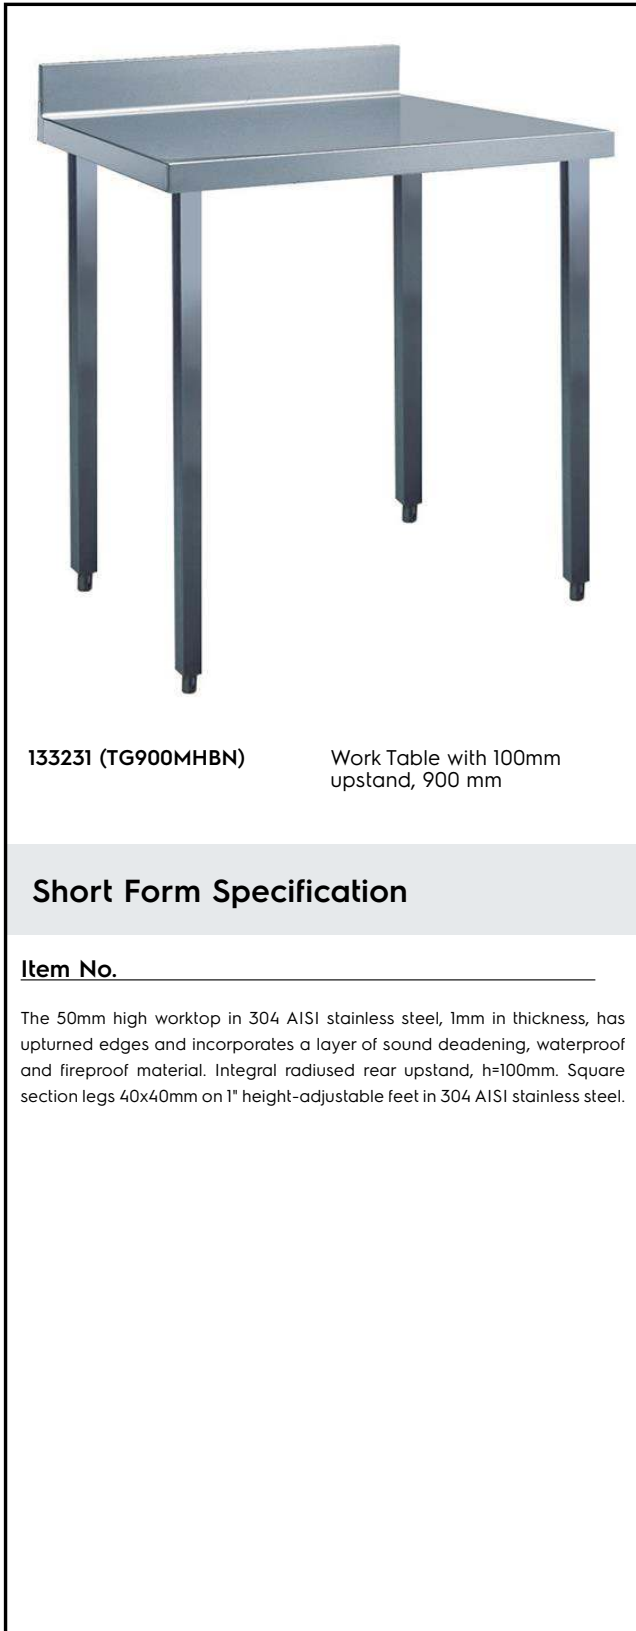 133231 (TG900MHBN)
Work Table with 100mm
upstand, 900 mm
Short Form Specification
Item No.
The 50mm high worktop in 304 AISI stainless steel, 1mm in thickness, has
upturned edges and incorporates a layer of sound deadening, waterproof
and fireproof material. Integral radiused rear upstand, h=100mm. Square
section legs 40x40mm on 1" height-adjustable feet in 304 AISI stainless steel.